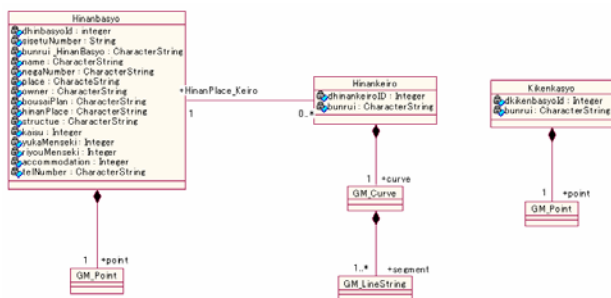 Hinanbasyo
dhinbasyoId : integer
sisetuNumber : String
bunrui_HinanBasyo : CharacterString
name : CharacterString
negaNumber : CharacterString
place : CharacteString
owner : CharacterString
bousaiPlan : CharacterString
hinanPlace : CharacterString
structue : CharacterString
kaisu : Integer
yukaMenseki : Integer
riyouMenseki : Integer
accommodation : Integer
telNumber : CharacterString
+HinanPlace_Keiro
1
0..*
Hinankeiro
dhinankeiroID : Integer
bunrui : CharacterString
Kikenkasyo
dkikenbasyoId : Integer
bunrui : CharacterString
1 +curve
GM_Curve
1 +point
GM_Point
1 +point
GM_Point
1..* +segment
GM_LineString